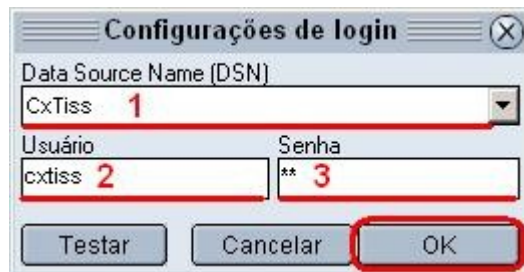 Configurações de login
Data Source Name (DSN)
CxTiss 1
Usuário Senha
cxtiss 2 ** 3
Testar Cancelar OK